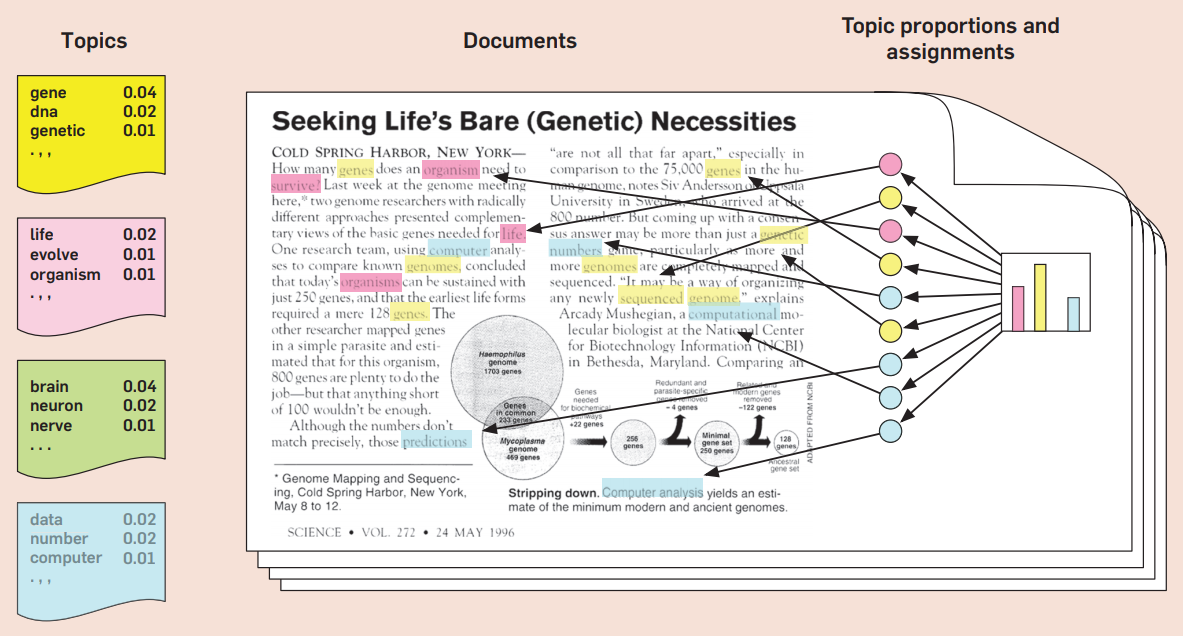 Topics
Documents
Topic proportions and
assignments
gene 0.04
dna 0.02
genetic 0.01
. , ,
life 0.02
evolve 0.01
organism 0.01
. , ,
brain 0.04
neuron 0.02
nerve 0.01
. . .
data 0.02
number 0.02
computer 0.01
. , ,
Seeking Life's Bare (Genetic) Necessities
COLD SPRING HARBOR, NEW YORK—
How many genes does an organism need to
survive? Last week at the genome meeting
here,* two genome researchers with radically
different approaches presented complemen-
tary views of the basic genes needed for life.
One research team, using computer analy-
ses to compare known genomes, concluded
that today's organisms can be sustained with
just 250 genes, and that the earliest life forms
required a mere 128 genes. The
other researcher mapped genes
in a simple parasite and esti-
mated that for this organism,
800 genes are plenty to do the
job—but that anything short
of 100 wouldn't be enough.
Although the numbers don't
match precisely, those predictions
* Genome Mapping and Sequenc-
ing, Cold Spring Harbor, New York,
May 8 to 12.
"are not all that far apart," especially in
comparison to the 75,000 genes in the hu-
man genome, notes Siv Andersson of Uppsala
University in Sweden, who arrived at the
800 number. But coming up with a consen-
sus answer may be more than just a genetic
numbers game, particularly as more and
more genomes are completely mapped and
sequenced. "It may be a way of organizing
any newly sequenced genome," explains
Arcady Mushegian, a computational mo-
lecular biologist at the National Center
for Biotechnology Information (NCBI)
in Bethesda, Maryland. Comparing an
Haemophilus
genome
1703 genes
Genes
in common
233 genes
Mycoplasma
genome
469 genes
Genes
needed
for biochemical
pathways
+22 genes
256
genes
Redundant and
parasite-specific
genes removed
– 4 genes
Minimal
gene set
250 genes
Related and
modern genes
removed
–122 genes
128
genes
Ancestral
gene set
ADAPTED FROM NCBI
Stripping down. Computer analysis yields an esti-
mate of the minimum modern and ancient genomes.
SCIENCE • VOL. 272 • 24 MAY 1996